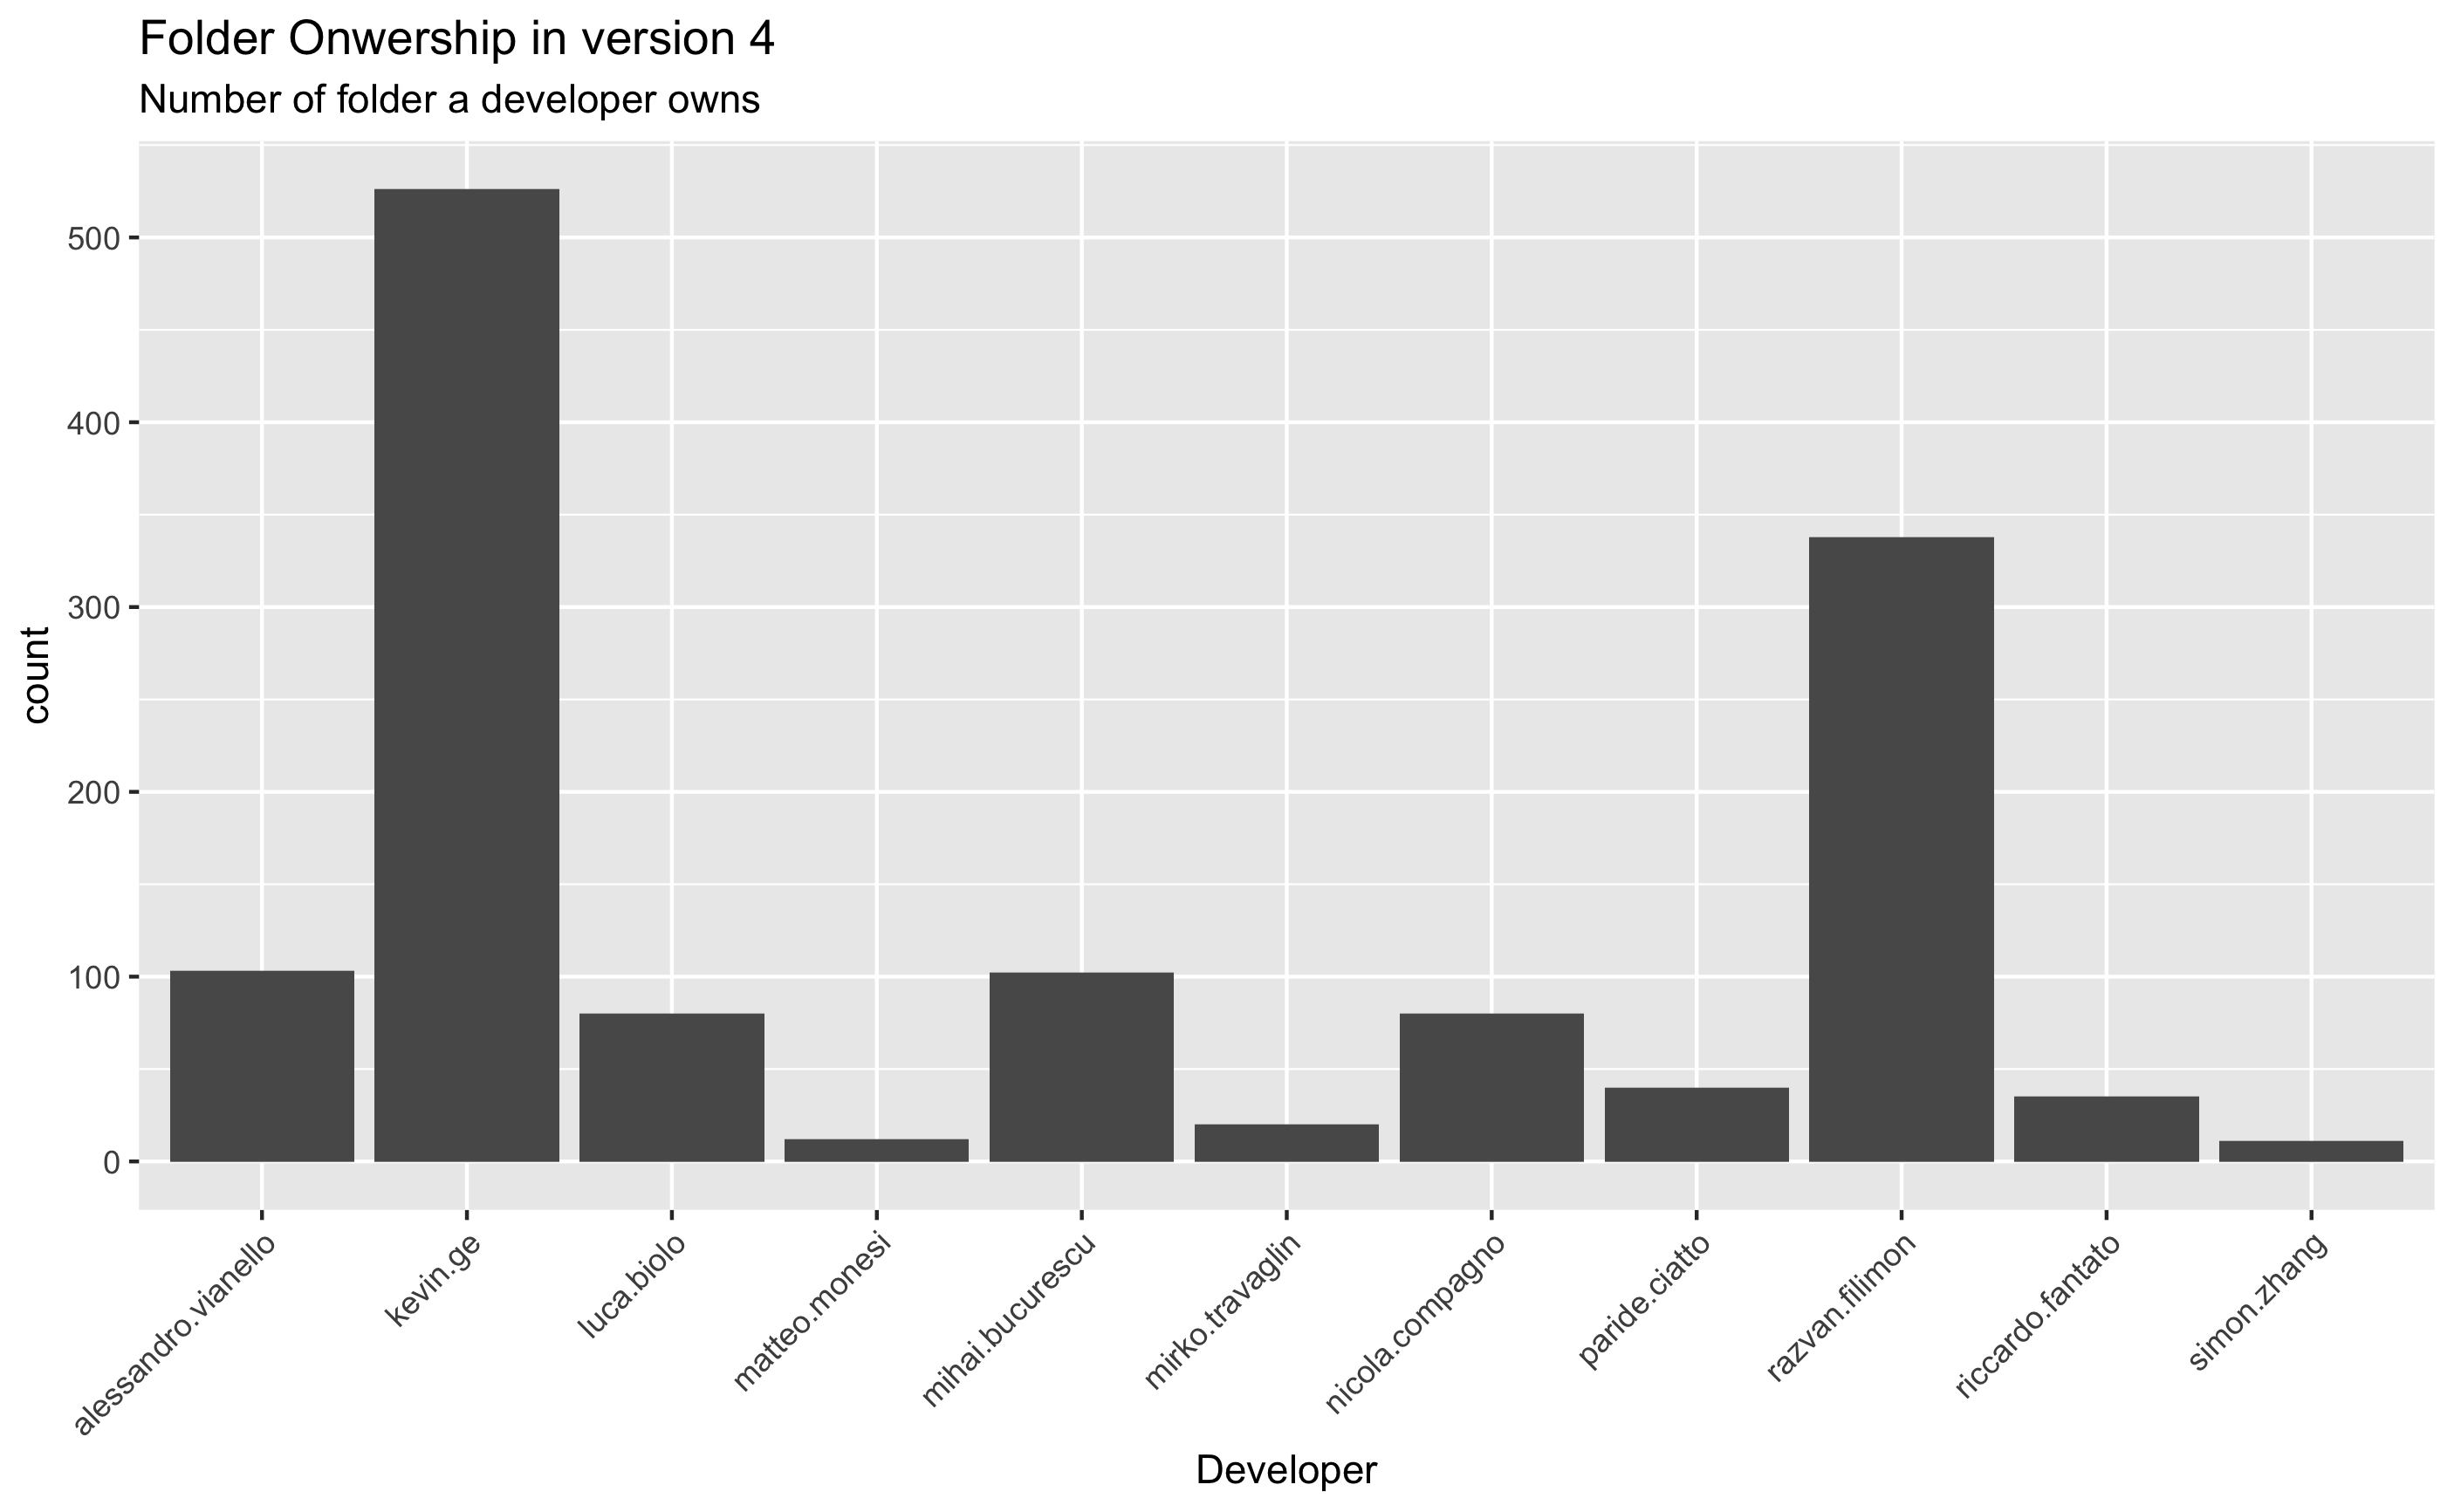 Folder Onwership in version 4
Number of folder a developer owns
count
500
400
300
200
100
0
alessandro.vianello
kevin.ge
luca.biolo
matteo.monesi
mihai.bucurescu
mirko.travaglin
nicola.compagno
paride.ciatto
razvan.filimon
riccardo.fantato
simon.zhang
Developer